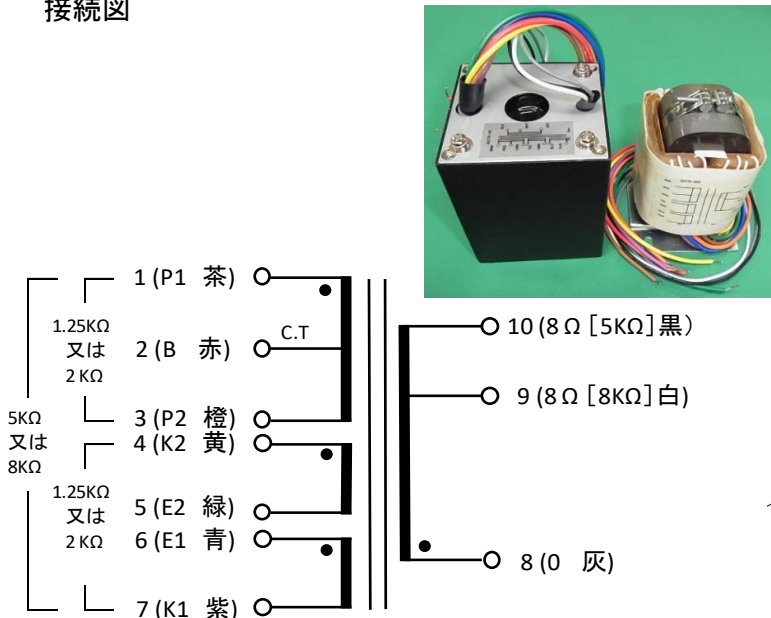 接続図
1 (P1 茶)
1.25KΩ
又は
2 KΩ
C.T
2 (B 赤)
3 (P2 橙)
5KΩ
又は
8KΩ
4 (K2 黄)
1.25KΩ
又は
2 KΩ
5 (E2 緑)
6 (E1 青)
7 (K1 紫)
10 (8 Ω [5KΩ] 黒)
9 (8 Ω [8KΩ] 白)
8 (0 灰)